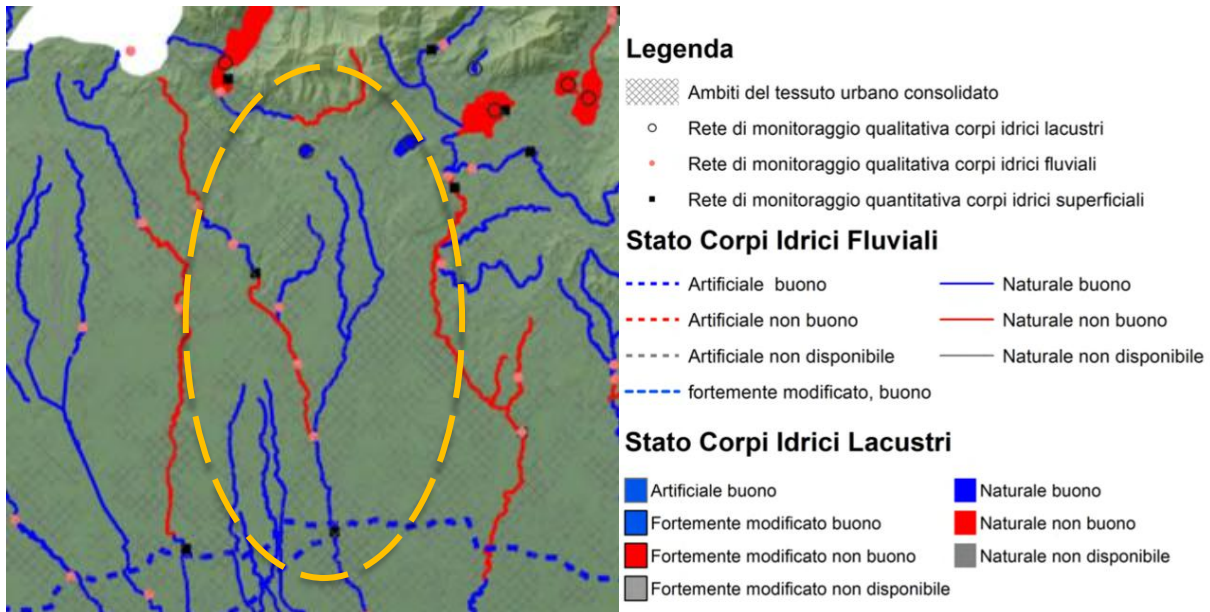 Legenda
Ambiti del tessuto urbano consolidato
Rete di monitoraggio qualitativa corpi idrici lacustri
Rete di monitoraggio qualitativa corpi idrici fluviali
Rete di monitoraggio quantitativa corpi idrici superficiali
Stato Corpi Idrici Fluviali
Artificiale buono
Naturale buono
Artificiale non buono
Naturale non buono
Artificiale non disponibile
Naturale non disponibile
fortemente modificato, buono
Stato Corpi Idrici Lacustri
Artificiale buono
Naturale buono
Fortemente modificato buono
Naturale non buono
Fortemente modificato non buono
Naturale non disponibile
Fortemente modificato non disponibile